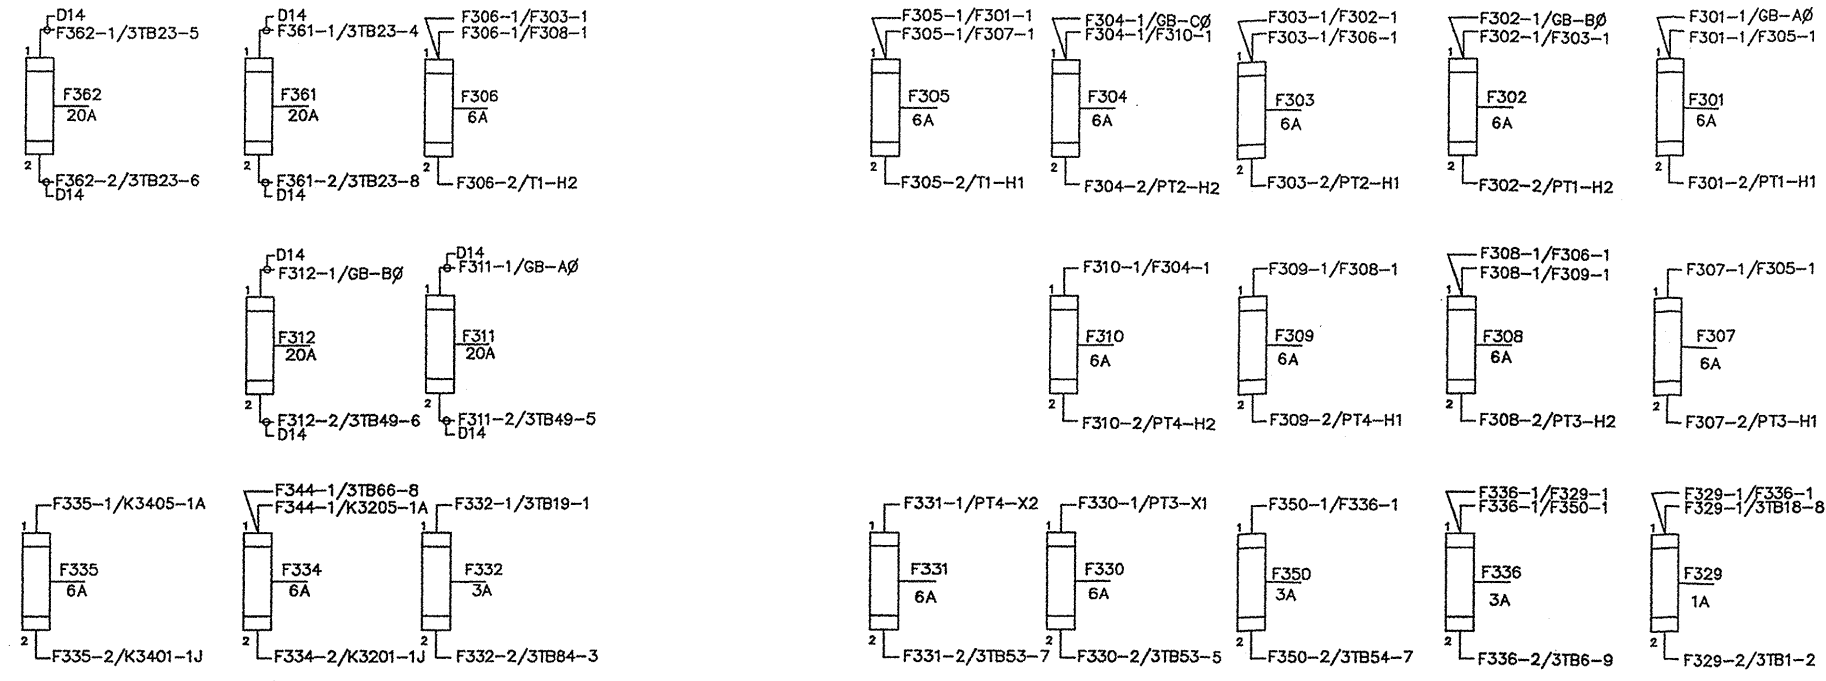 D14
F362-1/3TB23-5
1
F362
20A
2
F362-2/3TB23-6
D14
D14
F361-1/3TB23-4
1
F361
20A
2
F361-2/3TB23-8
D14
F306-1/F303-1
F306-1/F308-1
1
F306
6A
2
F306-2/T1-H2
F305-1/F301-1
F305-1/F307-1
1
F305
6A
2
F305-2/T1-H1
F304-1/GB-CØ
F304-1/F310-1
1
F304
6A
2
F304-2/PT2-H2
F303-1/F302-1
F303-1/F306-1
1
F303
6A
2
F303-2/PT2-H1
F302-1/GB-BØ
F302-1/F303-1
1
F302
6A
2
F302-2/PT1-H2
F301-1/GB-AØ
F301-1/F305-1
1
F301
6A
2
F301-2/PT1-H1
D14
F312-1/GB-BØ
1
F312
20A
2
F312-2/3TB49-6
D14
D14
F311-1/GB-AØ
1
F311
20A
2
F311-2/3TB49-5
D14
F310-1/F304-1
1
F310
6A
2
F310-2/PT4-H2
F309-1/F308-1
1
F309
6A
2
F309-2/PT4-H1
F308-1/F306-1
F308-1/F309-1
1
F308
6A
2
F308-2/PT3-H2
F307-1/F305-1
1
F307
6A
2
F307-2/PT3-H1
F335-1/K3405-1A
1
F335
6A
2
F335-2/K3401-1J
F344-1/3TB66-8
F344-1/K3205-1A
1
F334
6A
2
F334-2/K3201-1J
F332-1/3TB19-1
1
F332
3A
2
F332-2/3TB84-3
F331-1/PT4-X2
1
F331
6A
2
F331-2/3TB53-7
F330-1/PT3-X1
1
F330
6A
2
F330-2/3TB53-5
F350-1/F336-1
1
F350
3A
2
F350-2/3TB54-7
F336-1/F329-1
F336-1/F350-1
1
F336
3A
2
F336-2/3TB6-9
F329-1/F336-1
F329-1/3TB18-8
1
F329
1A
2
F329-2/3TB1-2